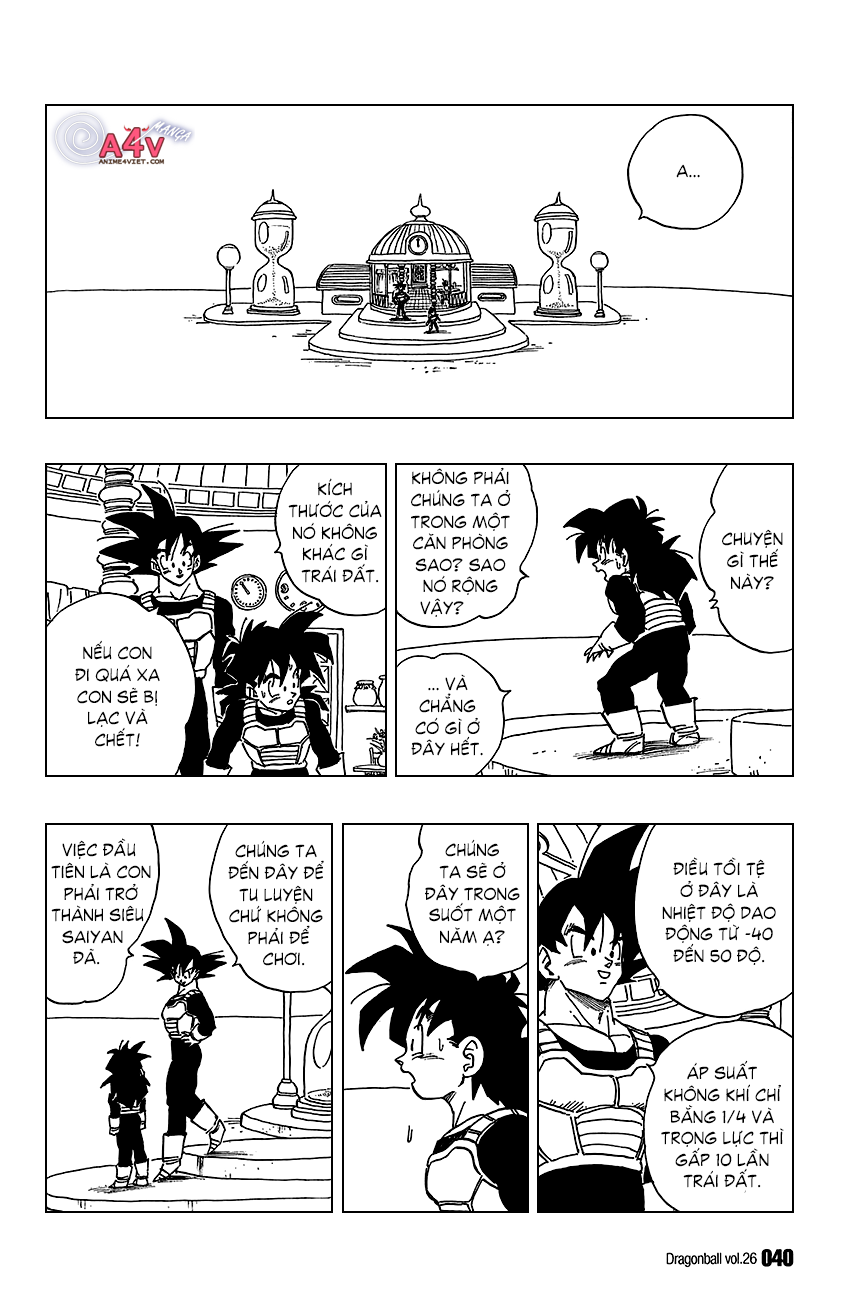 A4V
MANGA
ANIME4VIET.COM
A...
CHUYỆN
GÌ THẾ
NÀY?
KHÔNG PHẢI
CHÚNG TA Ở
TRONG MỘT
CĂN PHÒNG
SAO? SAO
NÓ RỘNG
VẬY?
... VÀ
CHẲNG
CÓ GÌ Ở
ĐÂY HẾT.
KÍCH
THƯỚC CỦA
NÓ KHÔNG
KHÁC GÌ
TRÁI ĐẤT.
NẾU CON
ĐI QUÁ XA
CON SẼ BỊ
LẠC VÀ
CHẾT!
ĐIỀU TỒI TỆ
Ở ĐÂY LÀ
NHIỆT ĐỘ DAO
ĐỘNG TỪ -40
ĐẾN 50 ĐỘ.
ÁP SUẤT
KHÔNG KHÍ CHỈ
BẰNG 1/4 VÀ
TRỌNG LỰC THÌ
GẤP 10 LẦN
TRÁI ĐẤT.
CHÚNG
TA SẼ Ở
ĐÂY TRONG
SUỐT MỘT
NĂM Ạ?
CHÚNG TA
ĐẾN ĐÂY ĐỂ
TU LUYỆN
CHỨ KHÔNG
PHẢI ĐỂ
CHƠI.
VIỆC ĐẦU
TIÊN LÀ CON
PHẢI TRỞ
THÀNH SIÊU
SAIYAN
ĐÃ.
Dragonball vol.26 040